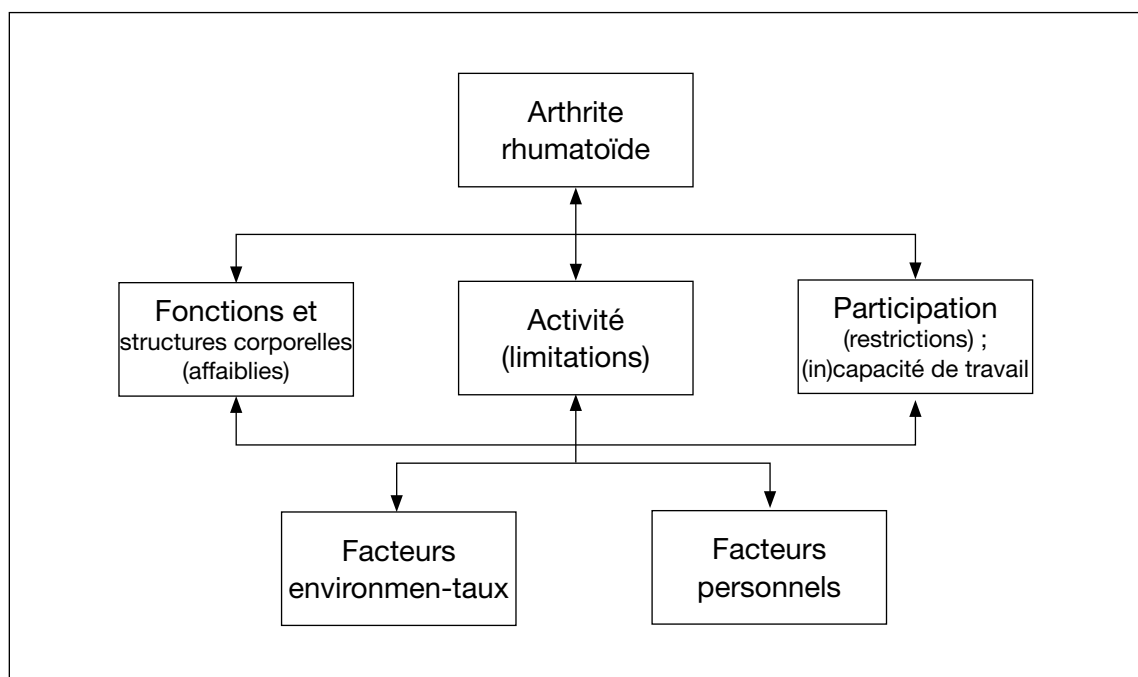 Arthrite
rhumatoïde
Fonctions et
structures corporelles
(affaiblies)
Activité
(limitations)
Participation
(restrictions) ;
(in)capacité de travail
Facteurs
environmen-taux
Facteurs
personnels